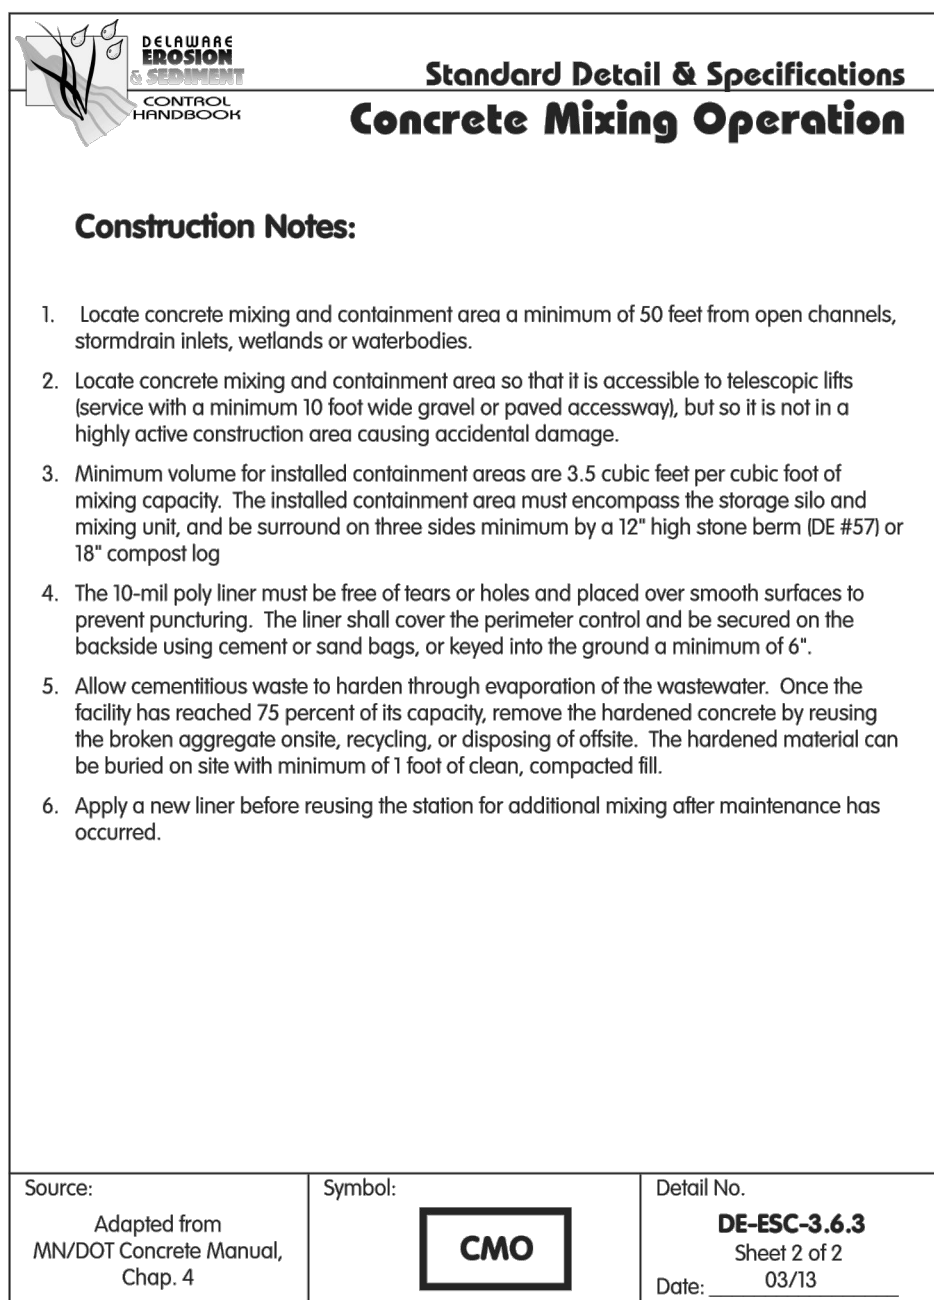 DELAWARE
EROSION
& SEDIMENT
CONTROL
HANDBOOK
Standard Detail & Specifications
Concrete Mixing Operation
Construction Notes:
1. Locate concrete mixing and containment area a minimum of 50 feet from open channels,
stormdrain inlets, wetlands or waterbodies.
2. Locate concrete mixing and containment area so that it is accessible to telescopic lifts
(service with a minimum 10 foot wide gravel or paved accessway), but so it is not in a
highly active construction area causing accidental damage.
3. Minimum volume for installed containment areas are 3.5 cubic feet per cubic foot of
mixing capacity. The installed containment area must encompass the storage silo and
mixing unit, and be surround on three sides minimum by a 12" high stone berm (DE #57) or
18" compost log
4. The 10-mil poly liner must be free of tears or holes and placed over smooth surfaces to
prevent puncturing. The liner shall cover the perimeter control and be secured on the
backside using cement or sand bags, or keyed into the ground a minimum of 6".
5. Allow cementitious waste to harden through evaporation of the wastewater. Once the
facility has reached 75 percent of its capacity, remove the hardened concrete by reusing
the broken aggregate onsite, recycling, or disposing of offsite. The hardened material can
be buried on site with minimum of 1 foot of clean, compacted fill.
6. Apply a new liner before reusing the station for additional mixing after maintenance has
occurred.
Source:
Adapted from
MN/DOT Concrete Manual,
Chap. 4
Symbol:
CMO
Detail No.
DE-ESC-3.6.3
Sheet 2 of 2
Date: 03/13